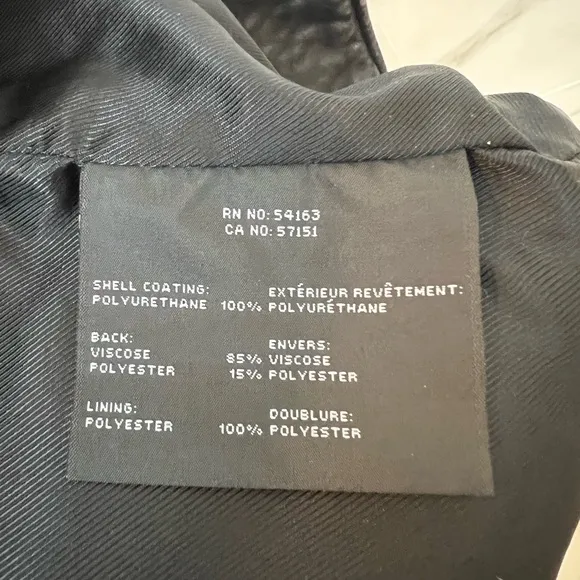 RN NO: 54163
CA NO: 57151
SHELL COATING: EXTÉRIEUR REVÊTEMENT:
POLYURETHANE 100% POLYURÉTHANE
BACK: ENVERS:
VISCOSE 85% VISCOSE
POLYESTER 15% POLYESTER
LINING: DOUBLURE:
POLYESTER 100% POLYESTER